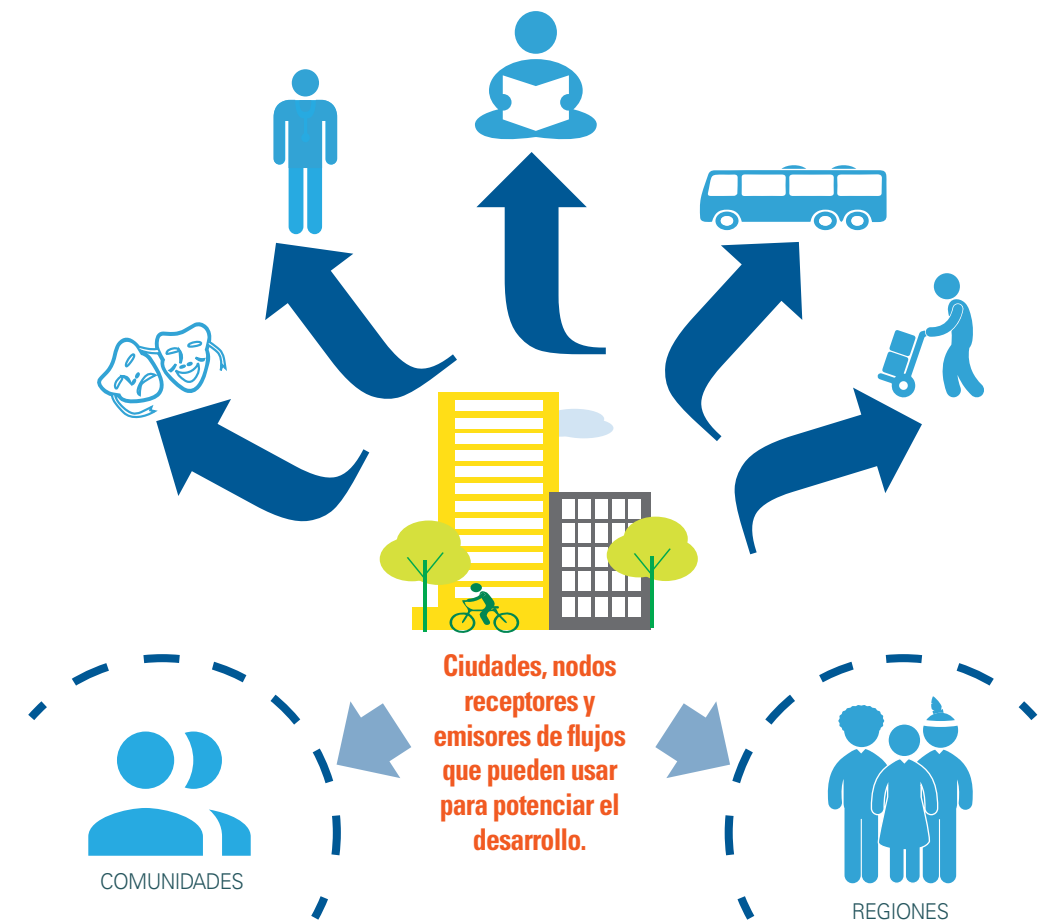 Ciudades, nodos
receptores y
emisores de flujos
que pueden usar
para potenciar el
desarrollo.
COMUNIDADES
REGIONES